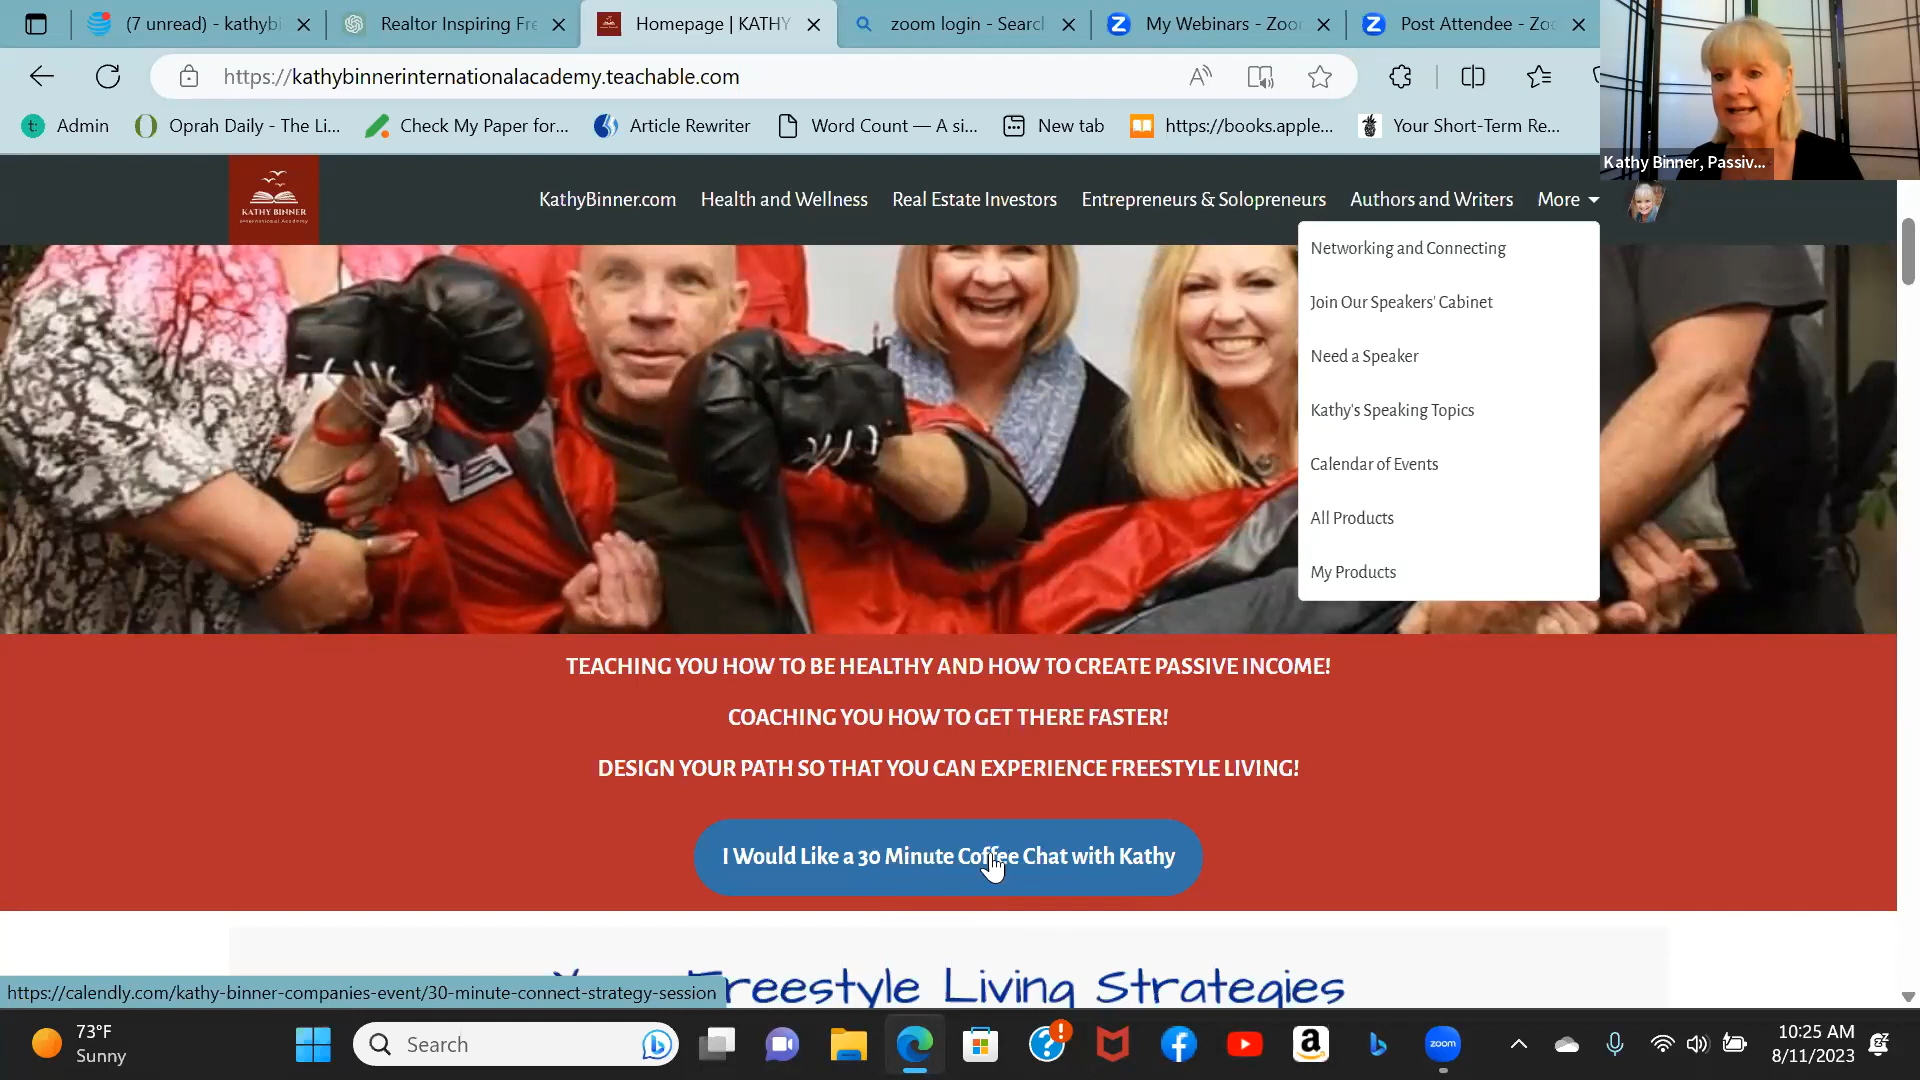 (7 unread) - kathybi
Realtor Inspiring Fre
Homepage | KATHY
zoom login - Search
My Webinars - Zoo
Post Attendee - Zo
https://kathybinnerinternationalacademy.teachable.com
Admin
Oprah Daily - The Li...
Check My Paper for...
Article Rewriter
Word Count — A si...
New tab
https://books.apple...
Your Short-Term Re...
Kathy Binner, Passiv...
KATHY BINNER
International Academy
KathyBinner.com
Health and Wellness
Real Estate Investors
Entrepreneurs & Solopreneurs
Authors and Writers
More
Networking and Connecting
Join Our Speakers' Cabinet
Need a Speaker
Kathy's Speaking Topics
Calendar of Events
All Products
My Products
TEACHING YOU HOW TO BE HEALTHY AND HOW TO CREATE PASSIVE INCOME!
COACHING YOU HOW TO GET THERE FASTER!
DESIGN YOUR PATH SO THAT YOU CAN EXPERIENCE FREESTYLE LIVING!
I Would Like a 30 Minute Coffee Chat with Kathy
Freestyle Living Strategies
https://calendly.com/kathy-binner-companies-event/30-minute-connect-strategy-session
73°F
Sunny
Search
zoom
10:25 AM
8/11/2023